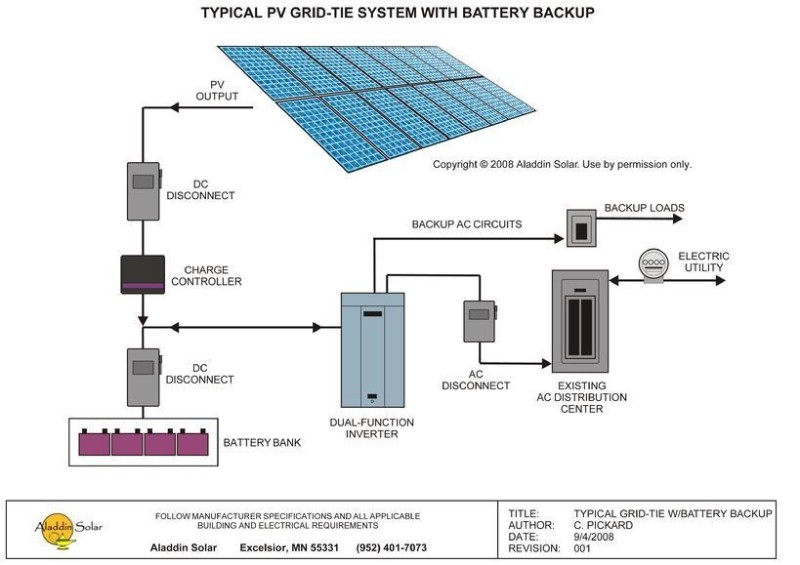 TYPICAL PV GRID-TIE SYSTEM WITH BATTERY BACKUP
PV
OUTPUT
Copyright © 2008 Aladdin Solar. Use by permission only.
DC
DISCONNECT
BACKUP LOADS
BACKUP AC CIRCUITS
ELECTRIC
UTILITY
CHARGE
CONTROLLER
DC
DISCONNECT
AC
DISCONNECT
EXISTING
AC DISTRIBUTION
CENTER
DUAL-FUNCTION
INVERTER
BATTERY BANK
Aladdin Solar
FOLLOW MANUFACTURER SPECIFICATIONS AND ALL APPLICABLE
BUILDING AND ELECTRICAL REQUIREMENTS
Aladdin Solar Excelsior, MN 55331 (952) 401-7073
TITLE: TYPICAL GRID-TIE W/BATTERY BACKUP
AUTHOR: C. PICKARD
DATE: 9/4/2008
REVISION: 001